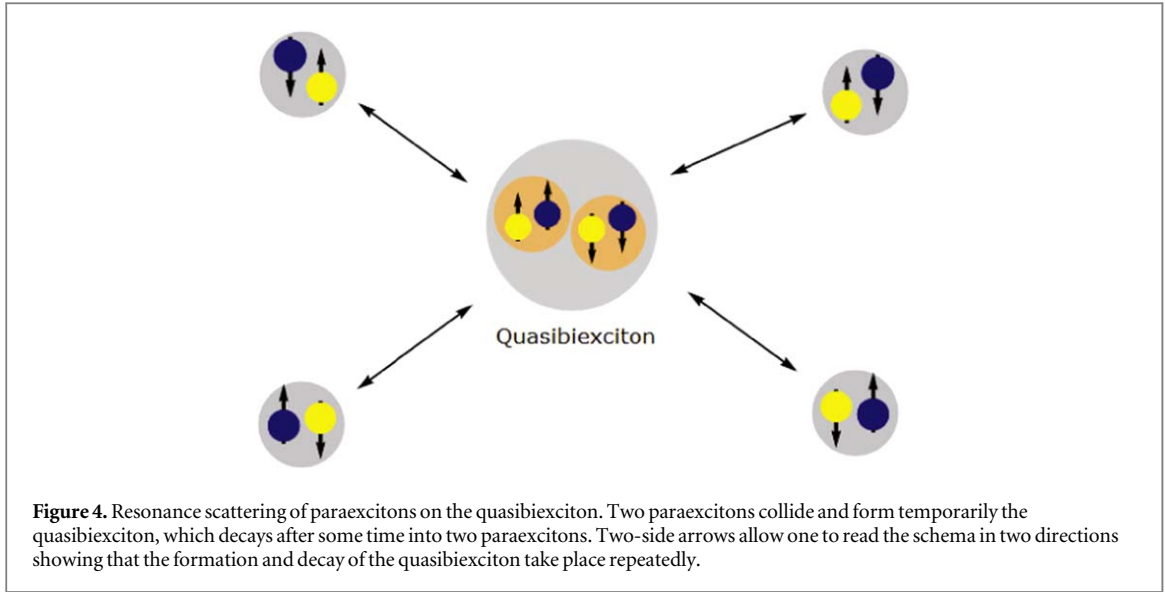 Quasibiexciton
Figure 4. Resonance scattering of paraexcitons on the quasibiexciton. Two paraexcitons collide and form temporarily the
quasibiexciton, which decays after some time into two paraexcitons. Two-side arrows allow one to read the schema in two directions
showing that the formation and decay of the quasibiexciton take place repeatedly.